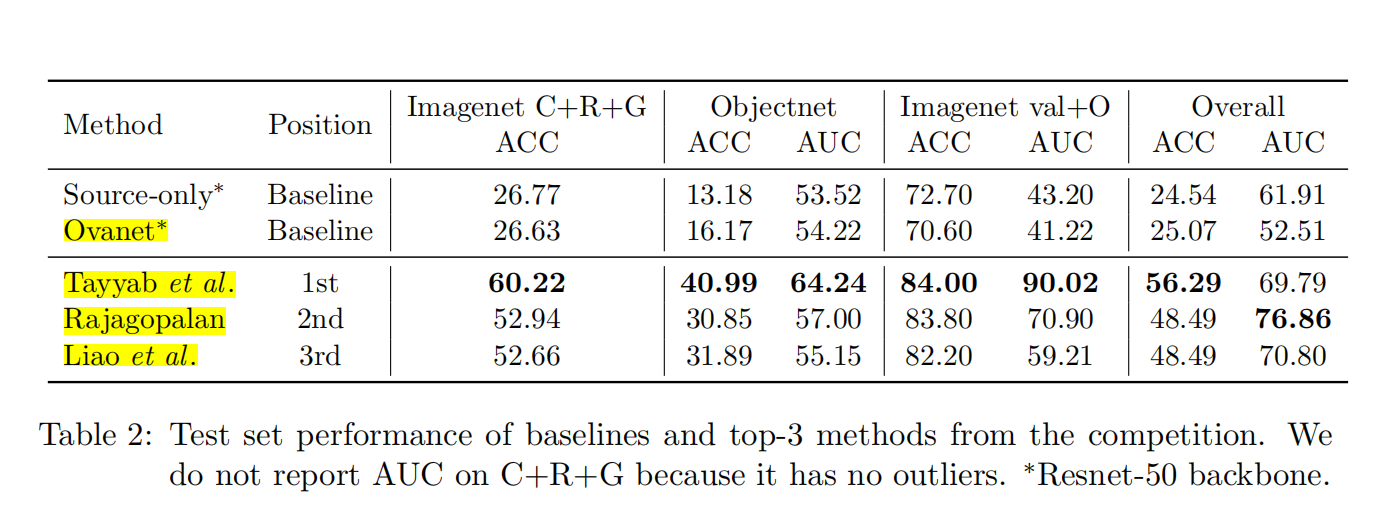 Method Position Imagenet C+R+G Objectnet Imagenet val+O Overall
ACC ACC AUC ACC AUC ACC AUC
Source-only* Baseline 26.77 13.18 53.52 72.70 43.20 24.54 61.91
Ovanet* Baseline 26.63 16.17 54.22 70.60 41.22 25.07 52.51
Tayyab et al. 1st 60.22 40.99 64.24 84.00 90.02 56.29 69.79
Rajagopalan 2nd 52.94 30.85 57.00 83.80 70.90 48.49 76.86
Liao et al. 3rd 52.66 31.89 55.15 82.20 59.21 48.49 70.80
Table 2: Test set performance of baselines and top-3 methods from the competition. We
do not report AUC on C+R+G because it has no outliers. *Resnet-50 backbone.